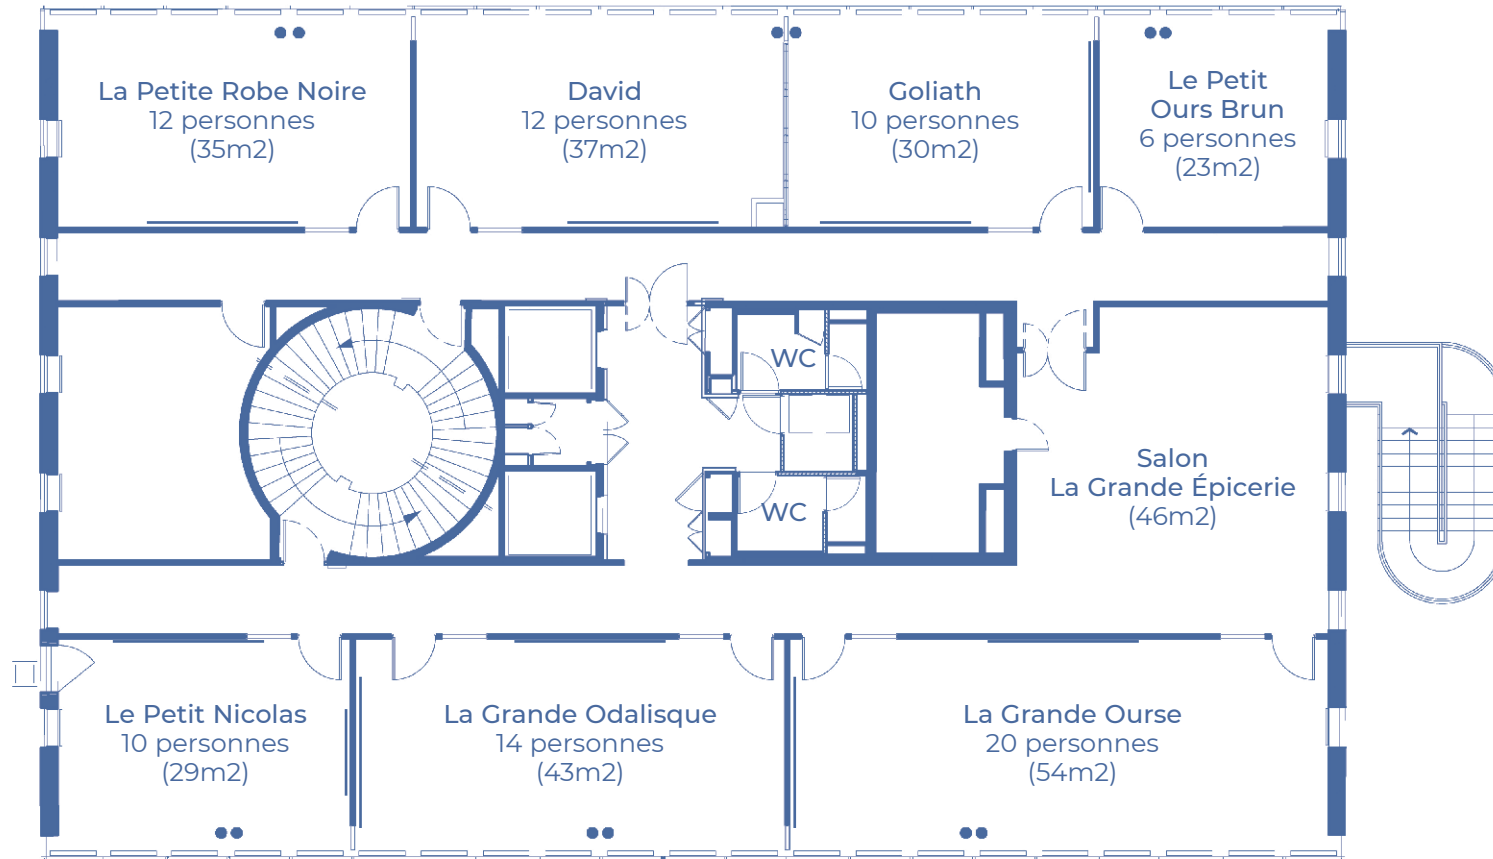 La Petite Robe Noire
12 personnes
(35m2)
David
12 personnes
(37m2)
Goliath
10 personnes
(30m2)
Le Petit
Ours Brun
6 personnes
(23m2)
WC
WC
Salon
La Grande Épicerie
(46m2)
Le Petit Nicolas
10 personnes
(29m2)
La Grande Odalisque
14 personnes
(43m2)
La Grande Ourse
20 personnes
(54m2)